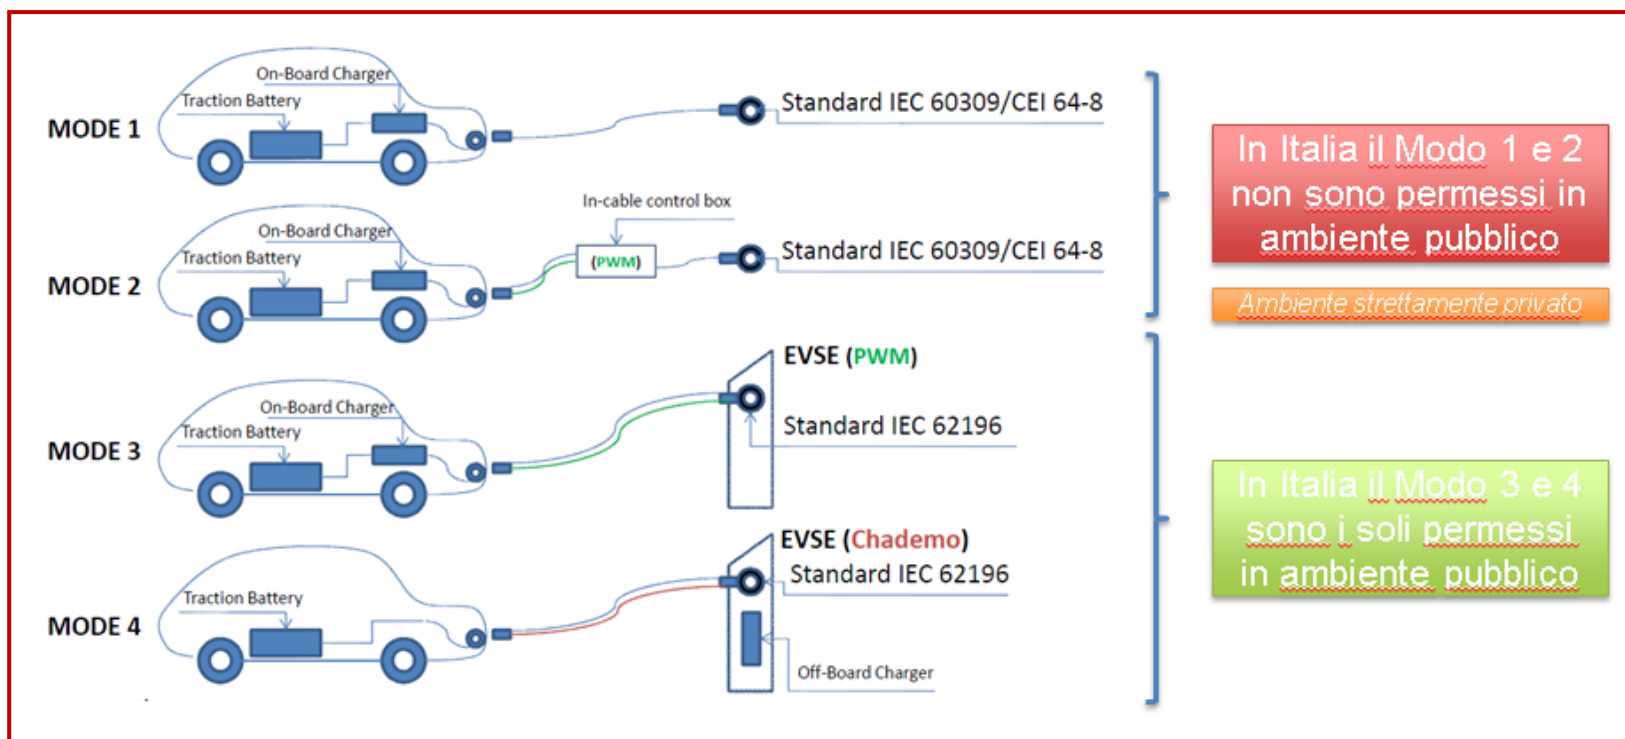 MODE 1
On-Board Charger
Traction Battery
Standard IEC 60309/CEI 64-8
MODE 2
On-Board Charger
Traction Battery
In-cable control box
(PWM)
Standard IEC 60309/CEI 64-8
In Italia il Modo 1 e 2
non sono permessi in
ambiente pubblico
Ambiente strettamente privato
MODE 3
On-Board Charger
Traction Battery
EVSE (PWM)
Standard IEC 62196
MODE 4
Traction Battery
EVSE (Chademo)
Standard IEC 62196
Off-Board Charger
In Italia il Modo 3 e 4
sono i soli permessi
in ambiente pubblico